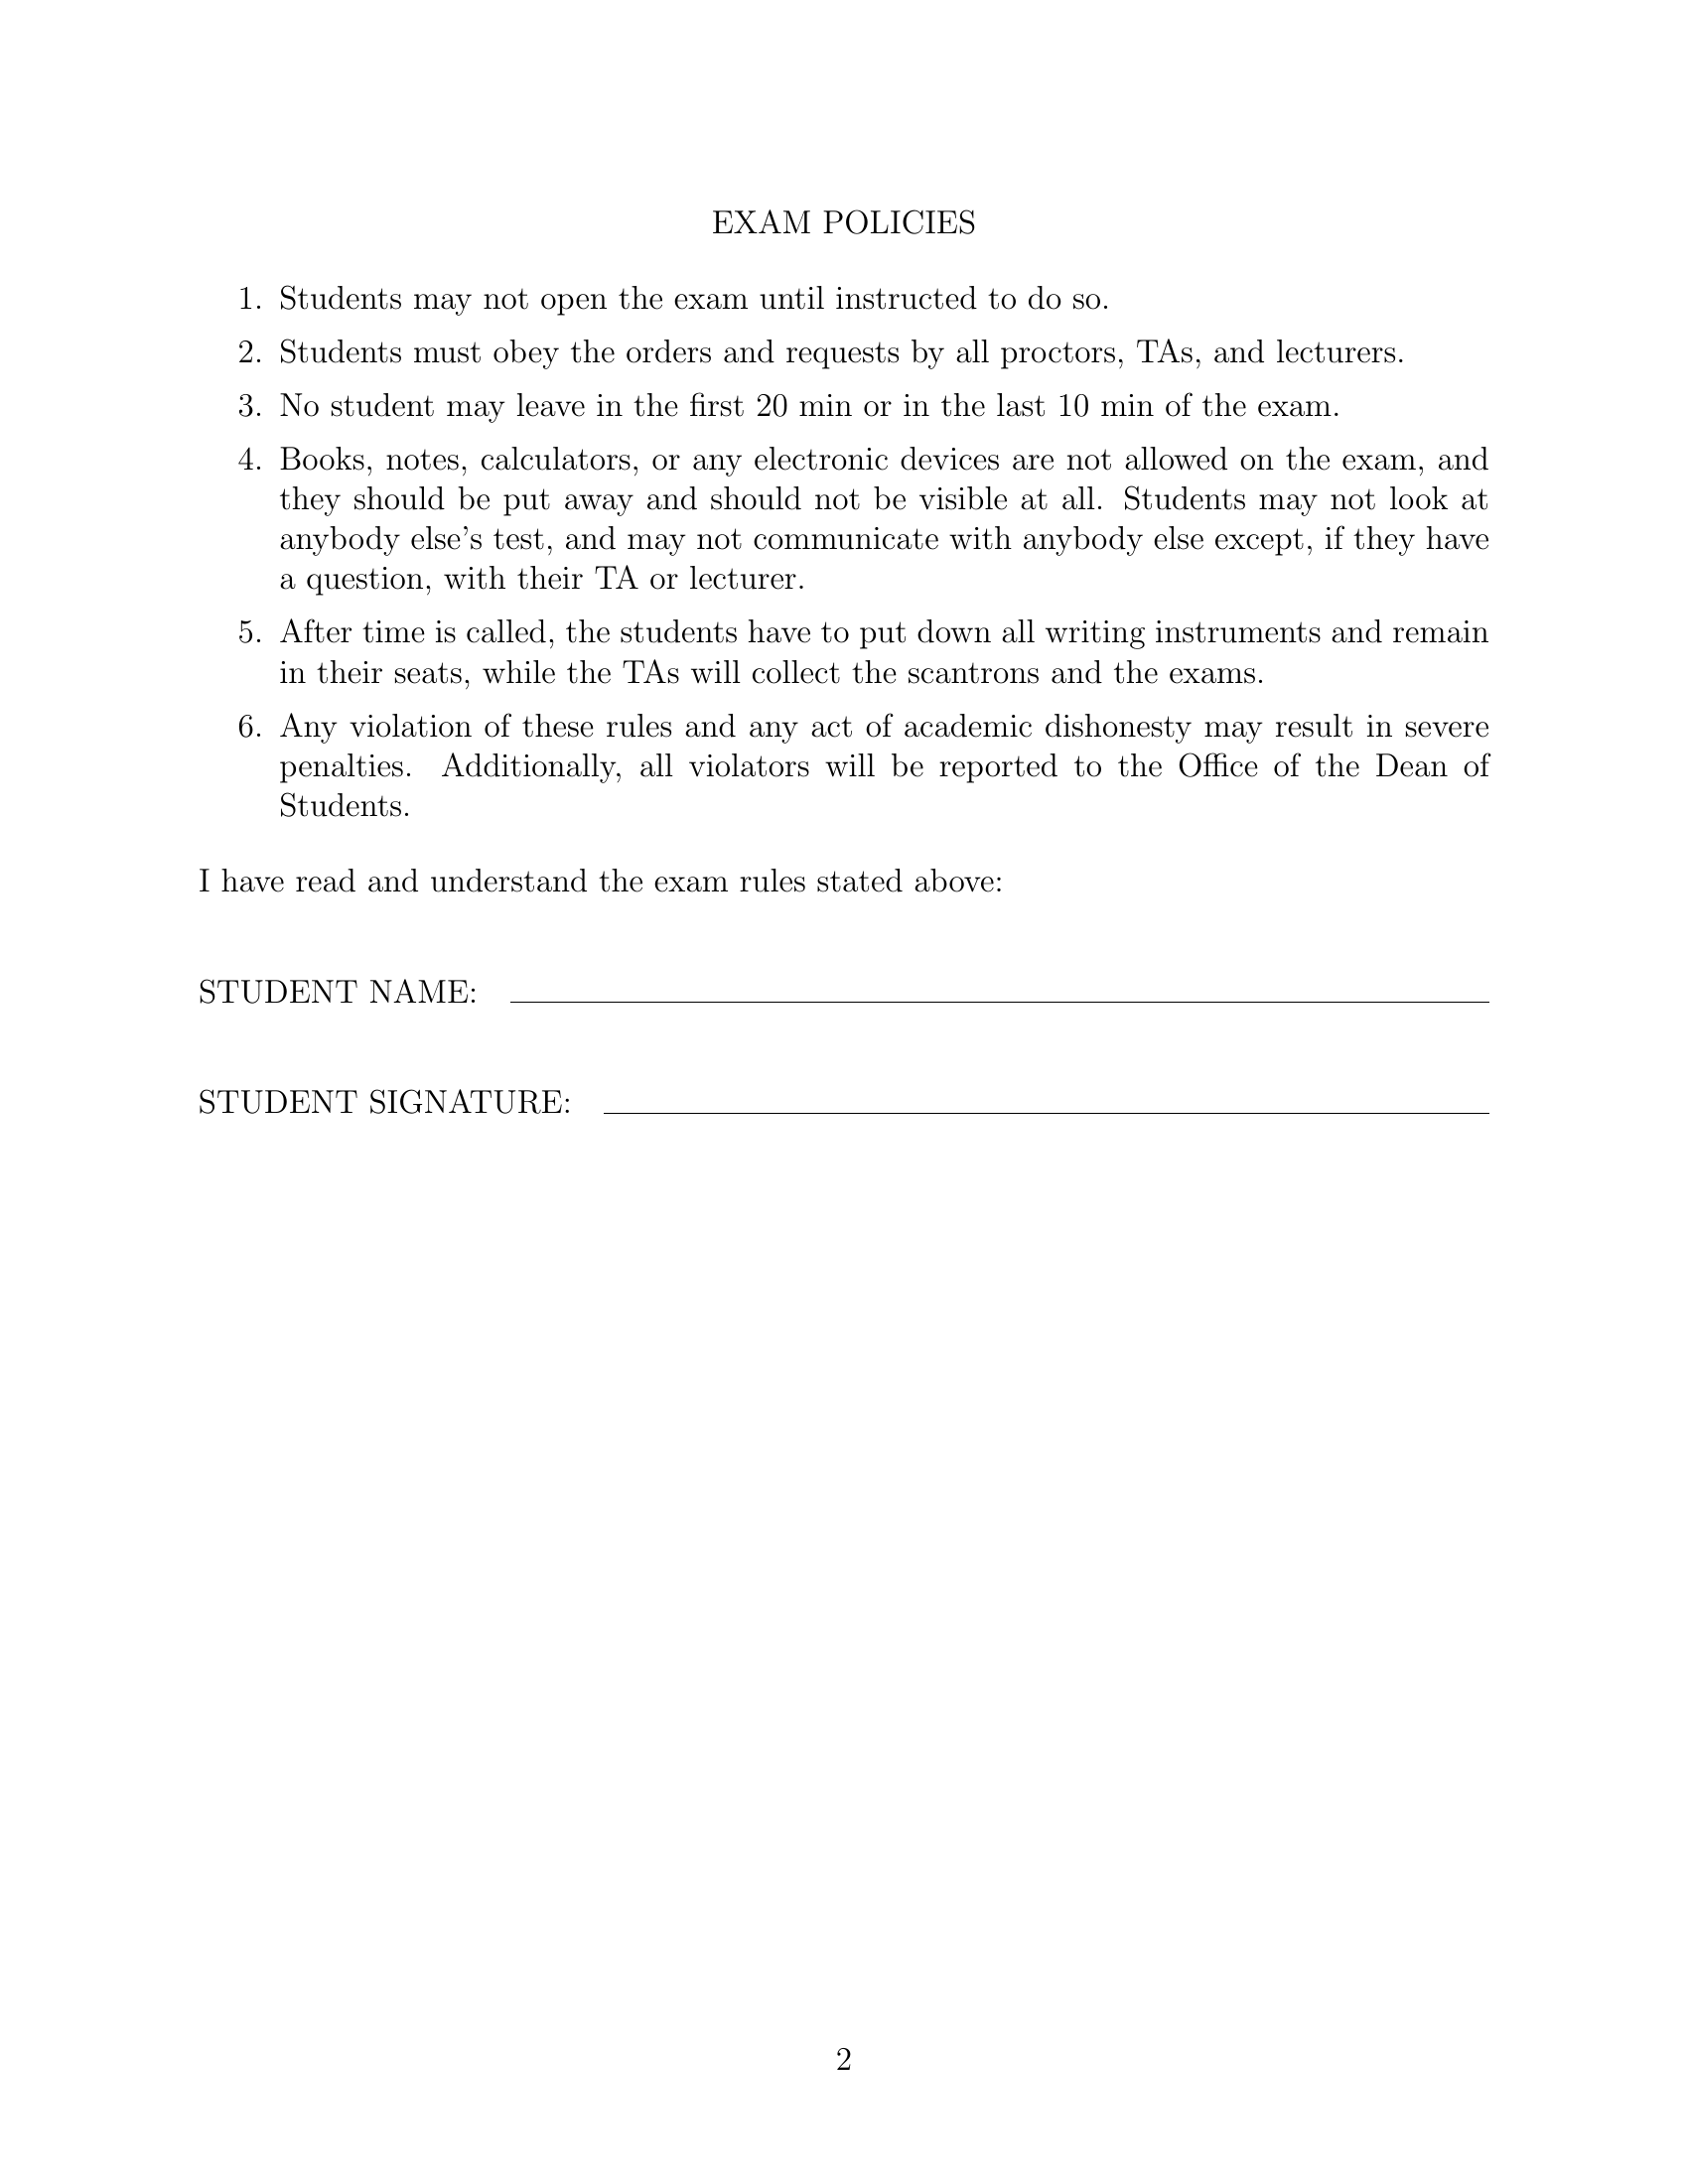 EXAM POLICIES
1. Students may not open the exam until instructed to do so.
2. Students must obey the orders and requests by all proctors, TAs, and lecturers.
3. No student may leave in the first 20 min or in the last 10 min of the exam.
4. Books, notes, calculators, or any electronic devices are not allowed on the exam, and
they should be put away and should not be visible at all. Students may not look at
anybody else's test, and may not communicate with anybody else except, if they have
a question, with their TA or lecturer.
5. After time is called, the students have to put down all writing instruments and remain
in their seats, while the TAs will collect the scantrons and the exams.
6. Any violation of these rules and any act of academic dishonesty may result in severe
penalties. Additionally, all violators will be reported to the Office of the Dean of
Students.
I have read and understand the exam rules stated above:
STUDENT NAME:
STUDENT SIGNATURE:
2